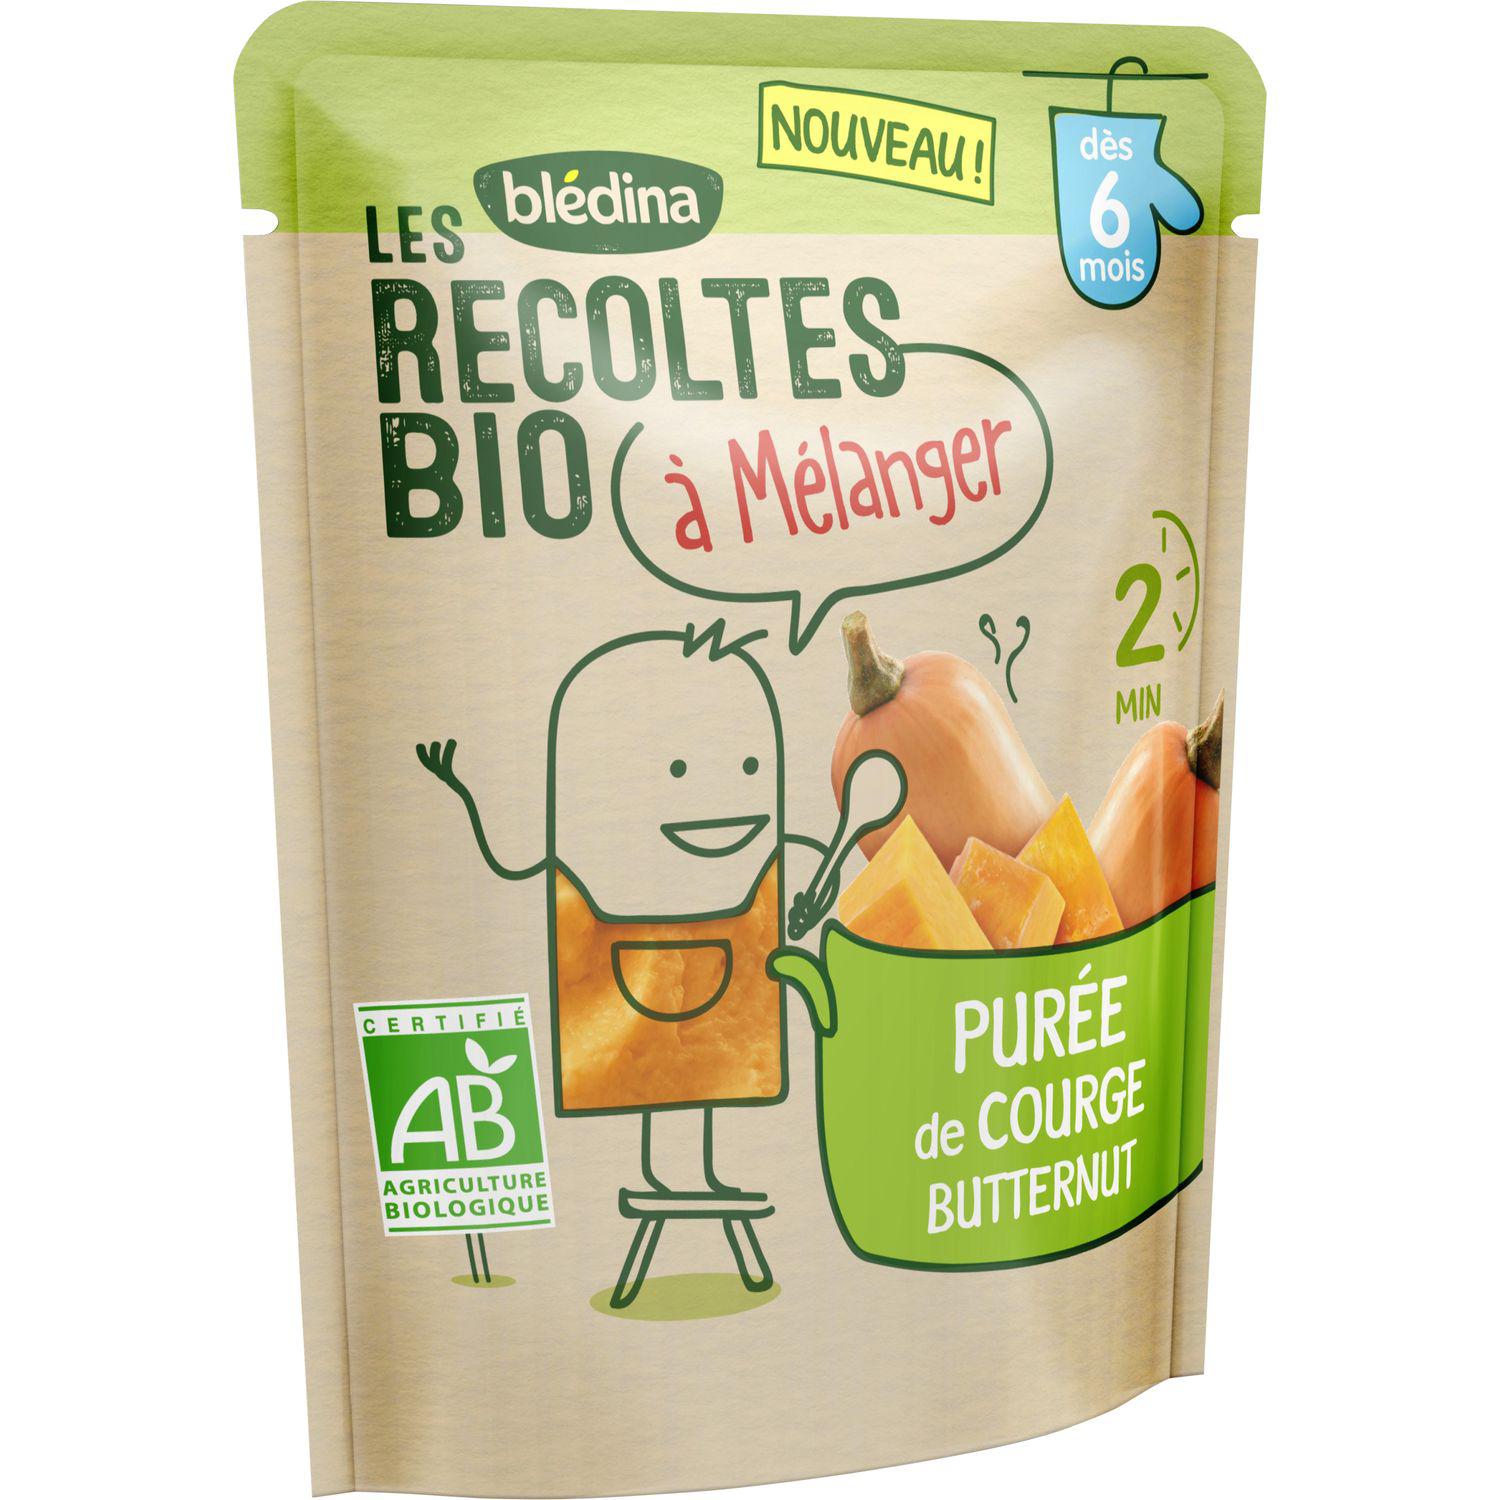 NOUVEAU !
dès
6
mois
blédina
LES
RECOLTES
BIO
à Mélanger
2
MIN
CERTIFIÉ
AB
AGRICULTURE
BIOLOGIQUE
PURÉE
de COURGE
BUTTERNUT